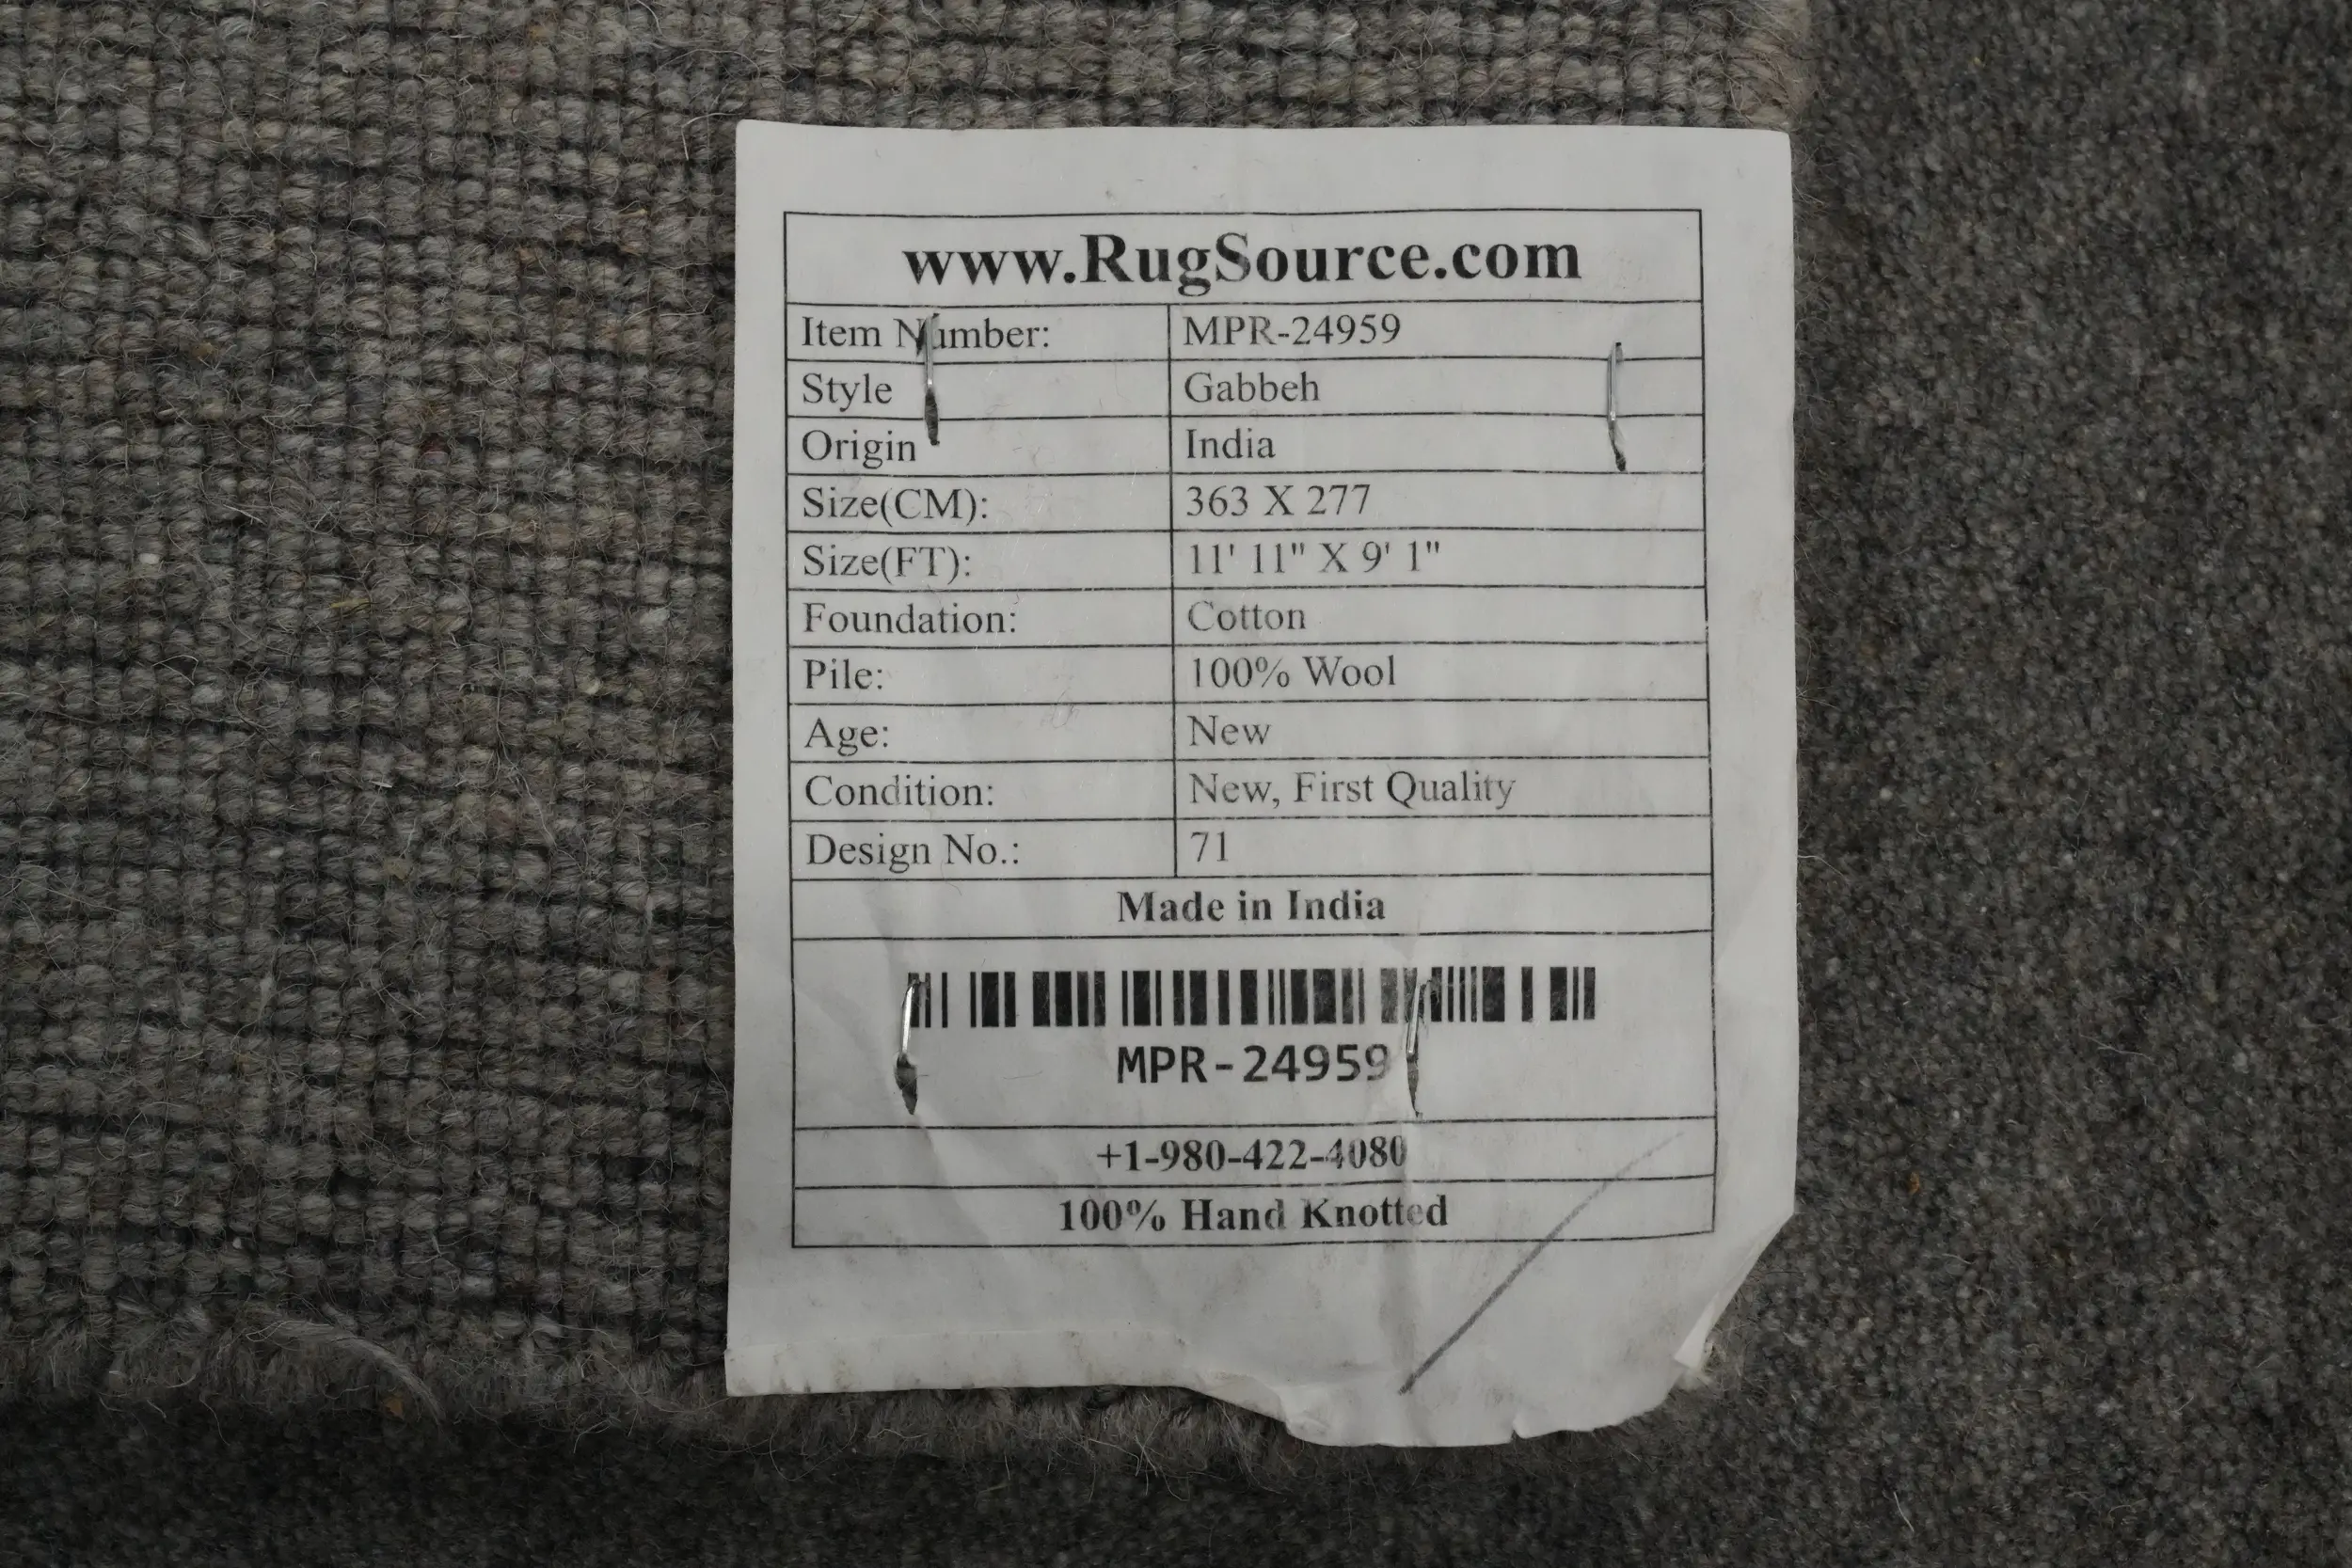 www.RugSource.com
Item Number: MPR-24959
Style Gabbeh
Origin India
Size(CM): 363 X 277
Size(FT): 11' 11" X 9' 1"
Foundation: Cotton
Pile: 100% Wool
Age: New
Condition: New, First Quality
Design No.: 71
Made in India
MPR-24959
+1-980-422-4080
100% Hand Knotted